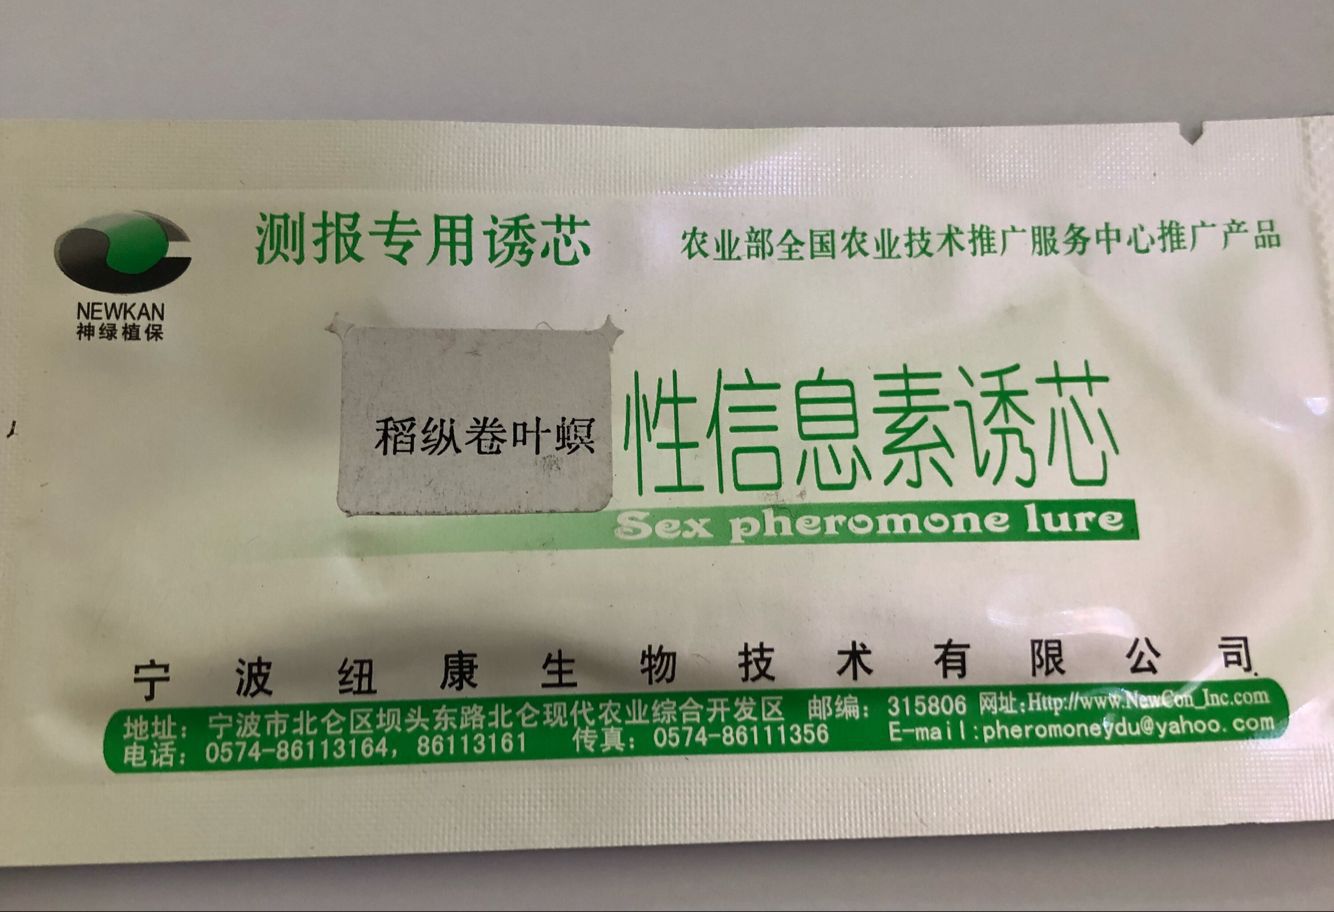 测报专用诱芯
农业部全国农业技术推广服务中心推广产品
NEWKAN
神绿植保
稻纵卷叶螟
性信息素诱芯
Sex pheromone lure
宁波纽康生物技术有限公司
地址：宁波市北仑区坝头东路北仑现代农业综合开发区 邮编：315806 网址:Http://www.NewCon_Inc.com
电话：0574-86113164，86113161 传真：0574-86111356 E-mail:pheromoneydu@yahoo.com